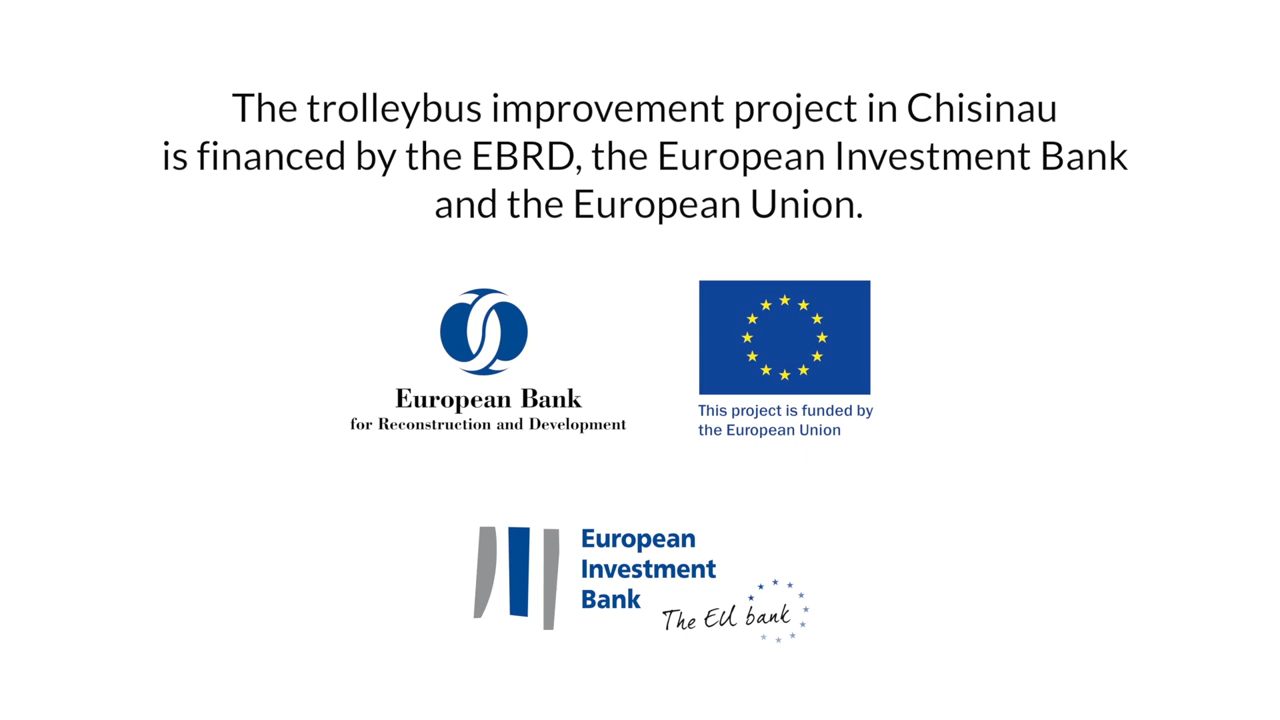 The trolleybus improvement project in Chisinau
is financed by the EBRD, the European Investment Bank
and the European Union.
European Bank
for Reconstruction and Development
This project is funded by
the European Union
European
Investment
Bank
The EU bank